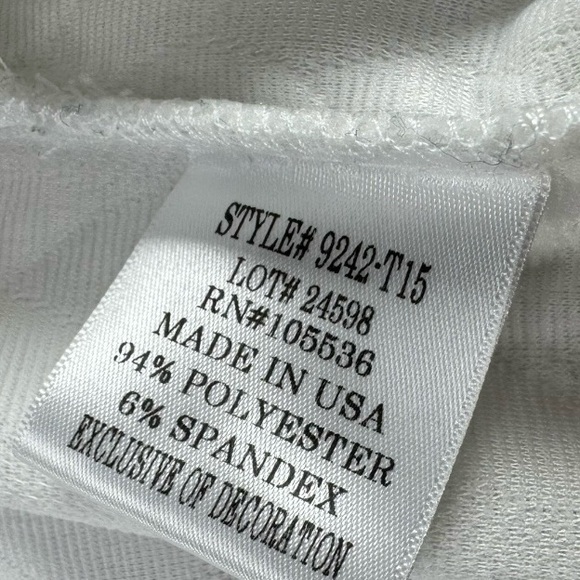 STYLE# 9242-T15
LOT# 24598
RN#105536
MADE IN USA
94% POLYESTER
6% SPANDEX
EXCLUSIVE OF DECORATION